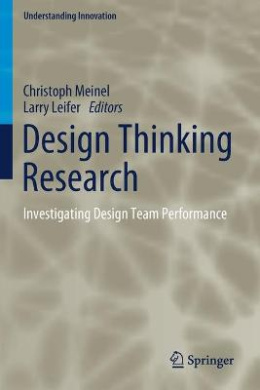 Understanding Innovation
Christoph Meinel
Larry Leifer Editors
Design Thinking
Research
Investigating Design Team Performance
Springer